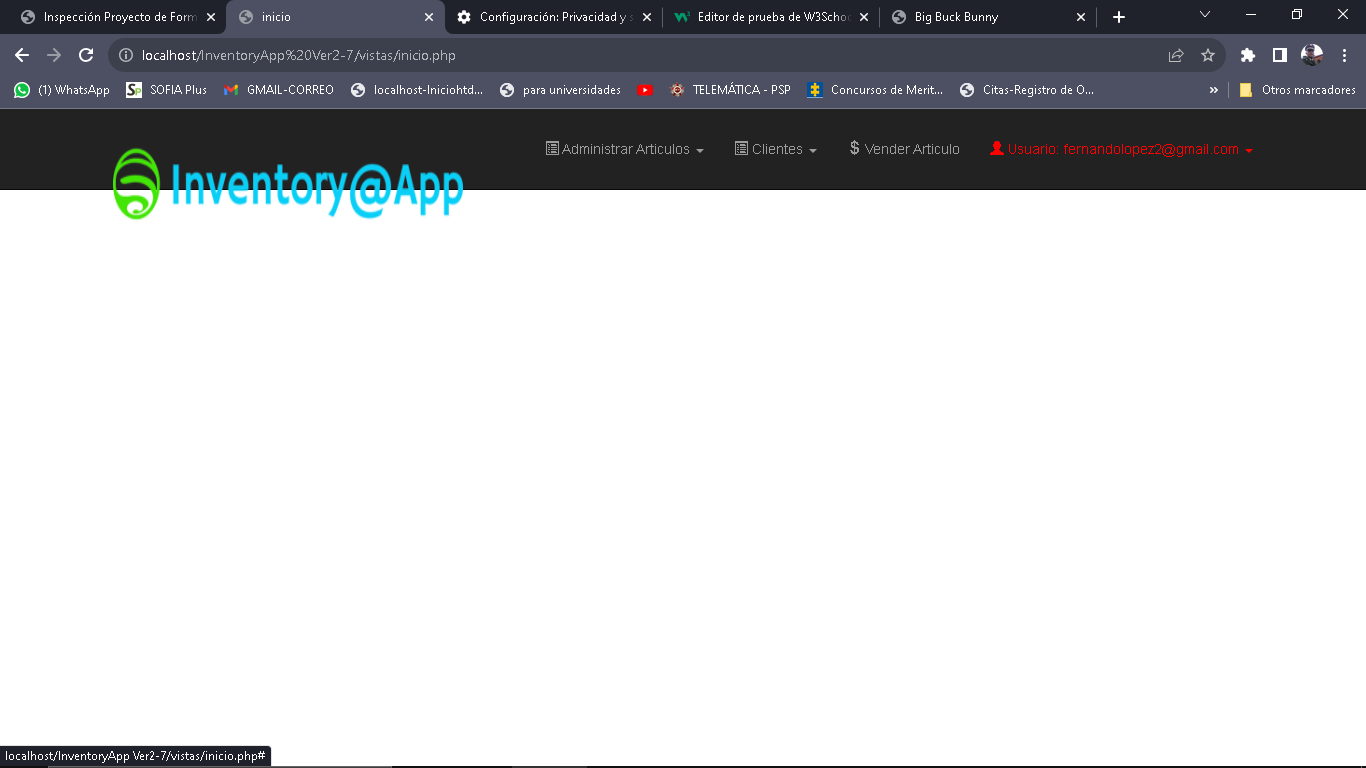 Inspección Proyecto de Form
inicio
Configuración: Privacidad y s
Editor de prueba de W3Schoo
Big Buck Bunny
localhost/InventoryApp%20Ver2-7/vistas/inicio.php
(1) WhatsApp
SOFIA Plus
GMAIL-CORREO
localhost-Iniciohtd...
para universidades
TELEMÁTICA - PSP
Concursos de Merit...
Citas-Registro de O...
»
Otros marcadores
Administrar Articulos
Clientes
$ Vender Articulo
Usuario: fernandolopez2@gmail.com
Inventory@App
localhost/InventoryApp Ver2-7/vistas/inicio.php#